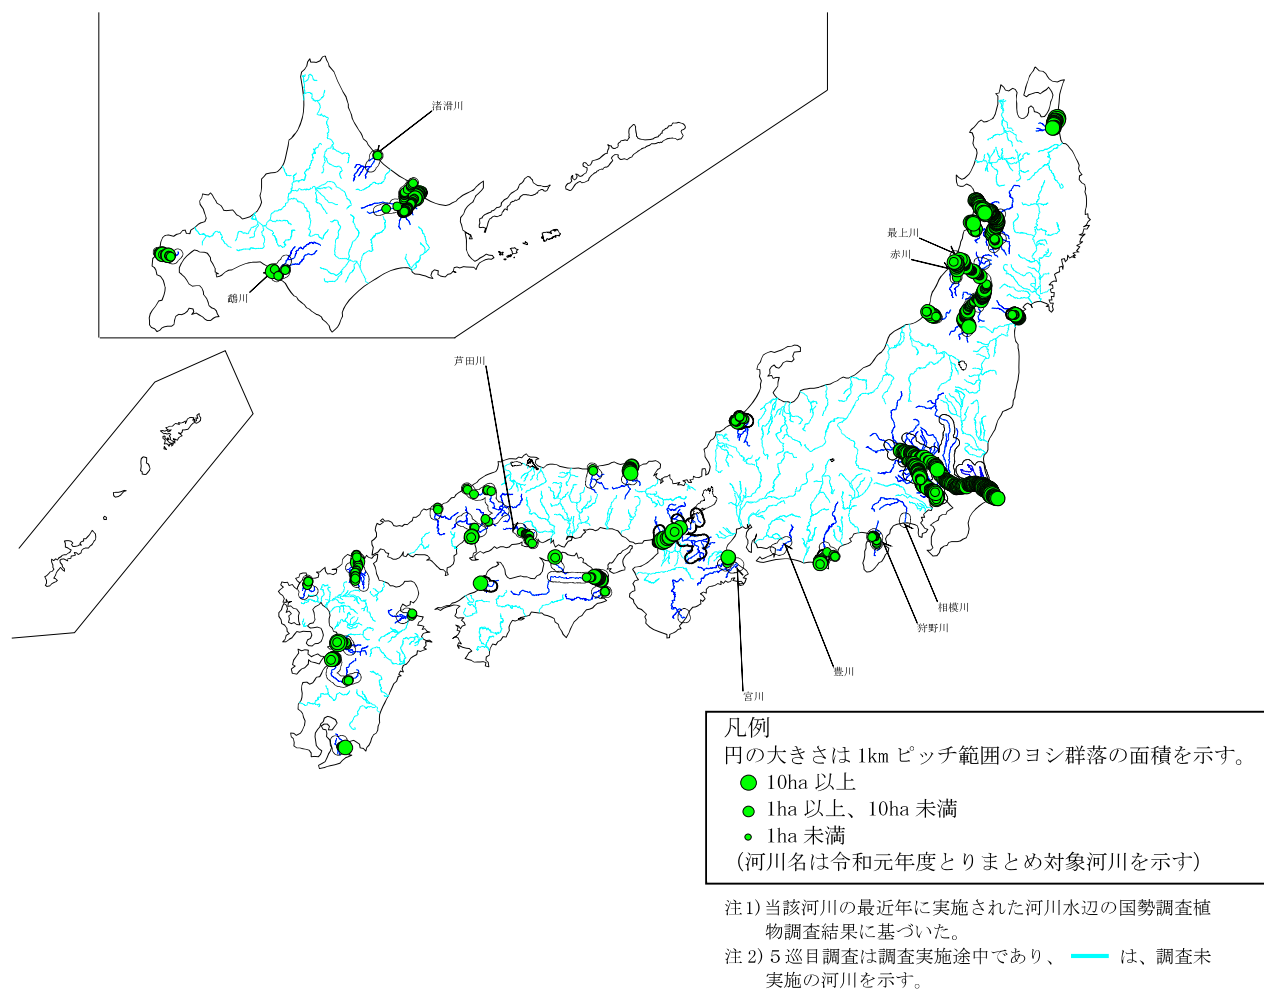 渚滑川
鵡川
最上川
赤川
芦田川
相模川
狩野川
豊川
宮川
凡例
円の大きさは 1km ピッチ範囲のヨシ群落の面積を示す。
10ha 以上
1ha 以上、10ha 未満
1ha 未満
（河川名は令和元年度とりまとめ対象河川を示す）
注 1) 当該河川の最近年に実施された河川水辺の国勢調査植
物調査結果に基づいた。
注 2) ５巡目調査は調査実施途中であり、 は、調査未
実施の河川を示す。